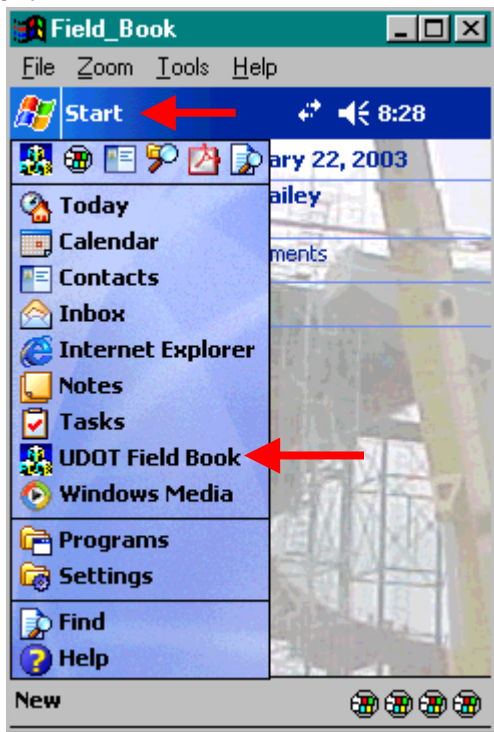 Field_Book
File Zoom Tools Help
Start 8:28
ary 22, 2003
Today ailey
Calendar ments
Contacts
Inbox
Internet Explorer
Notes
Tasks
UDOT Field Book
Windows Media
Programs
Settings
Find
Help
New